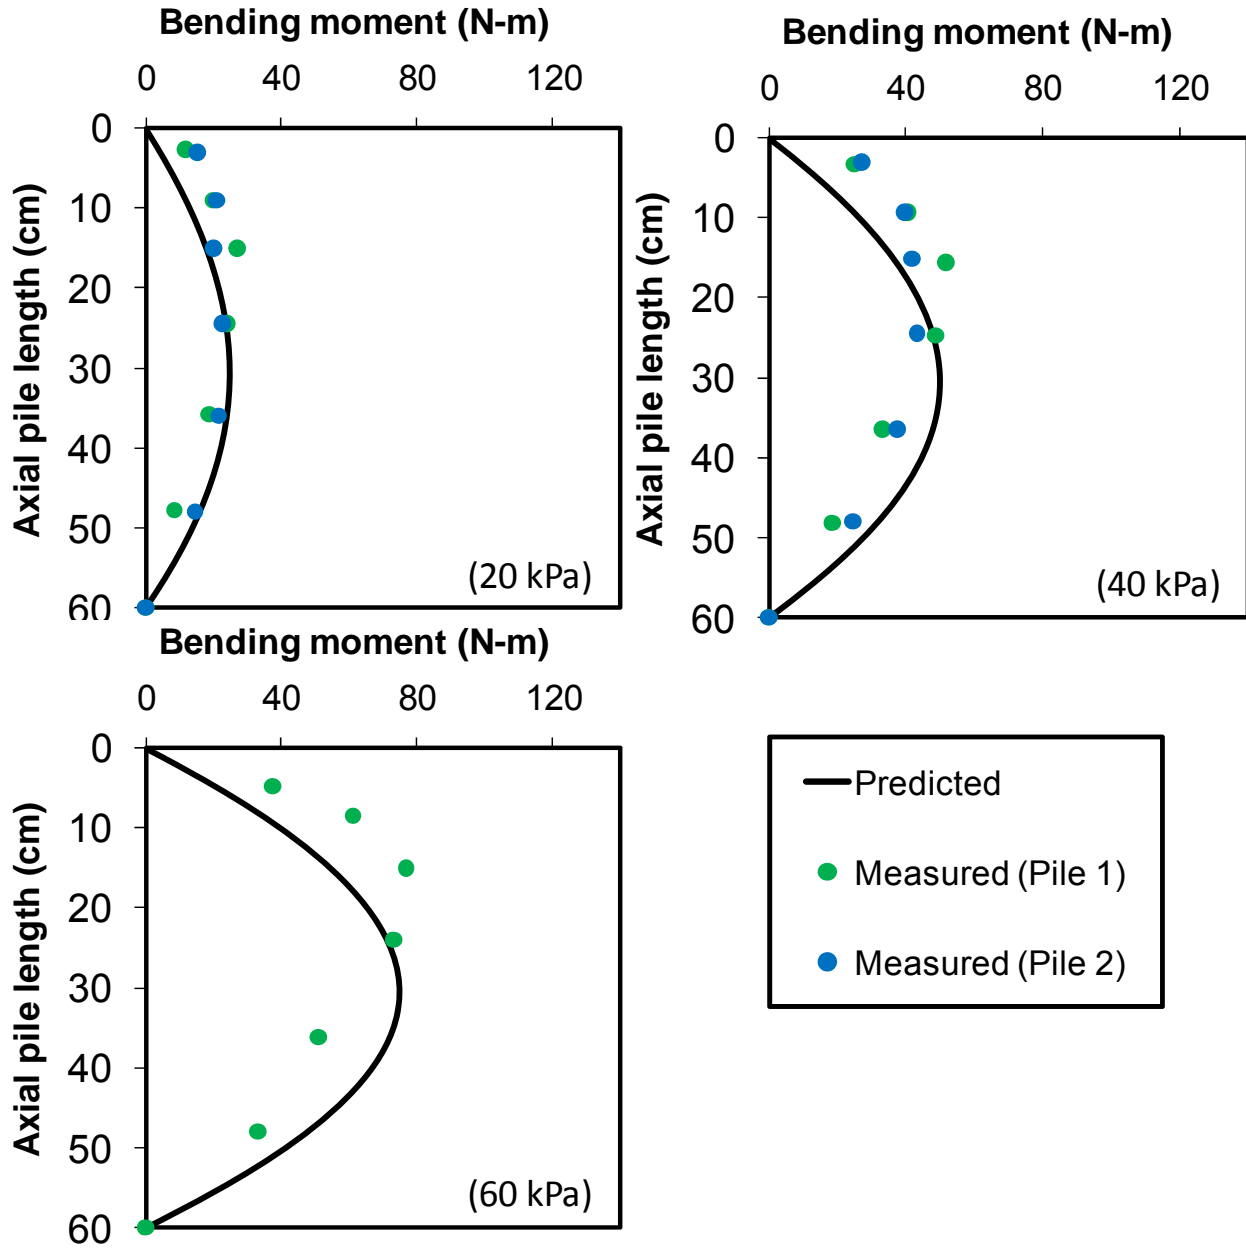 Bending moment (N-m)
0 40 80 120
0
10
20
30
40
50
60
Axial pile length (cm)
(20 kPa)
Bending moment (N-m)
0 40 80 120
0
10
20
30
40
50
60
Axial pile length (cm)
(40 kPa)
Bending moment (N-m)
0 40 80 120
0
10
20
30
40
50
60
Axial pile length (cm)
(60 kPa)
Predicted
Measured (Pile 1)
Measured (Pile 2)